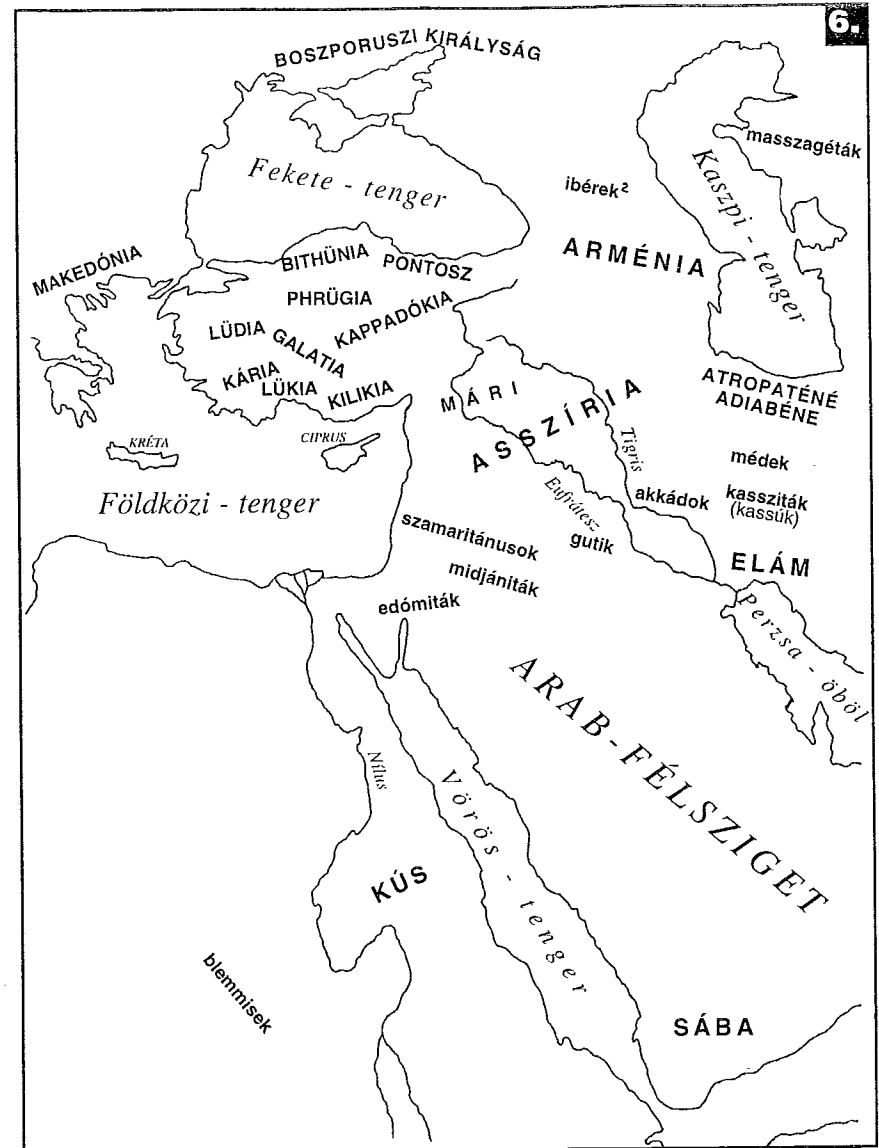 6.
BOSZPORUSZI KIRÁLYSÁG
masszagéták
Fekete - tenger
Kaszpi - tenger
ibérek²
ARMÉNIA
MAKEDÓNIA
BITHÜNIA
PONTOSZ
PHRÜGIA
LÜDIA
GALATIA
KAPPADÓKIA
KÁRIA
LÜKIA
KILIKIA
MÁRI
ASSZÍRIA
ATROPATÉNÉ
ADIABÉNE
KRÉTA
CIPRUS
Tigris
médek
Földközi - tenger
Eufrátesz
akkádok
kassziták
(kassúk)
szamaritánusok
gutik
ELÁM
midjániták
edómiták
Perzsa - öböl
ARAB-FÉLSZIGET
Nílus
Vörös - tenger
KÚS
blemmisek
SÁBA